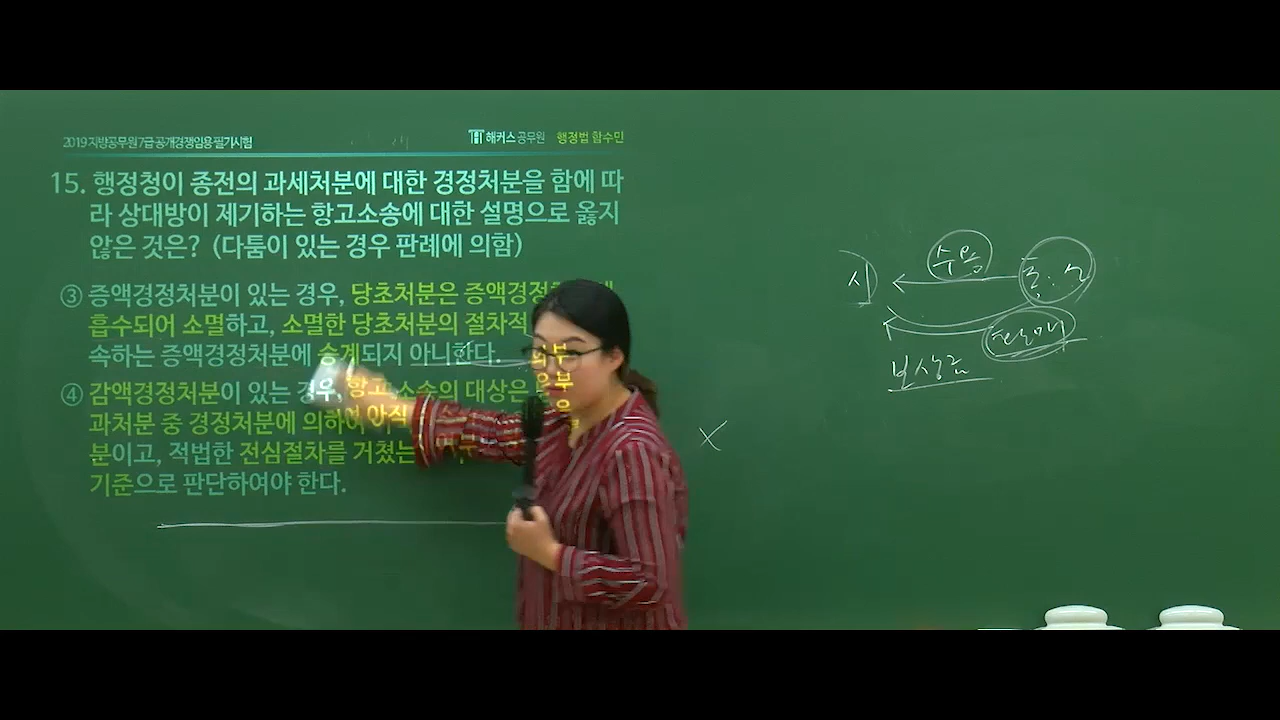 2019 지방공무원 7급 공개경쟁임용 필기시험
해커스공무원 행정법 함수민
15. 행정청이 종전의 과세처분에 대한 경정처분을 함에 따
라 상대방이 제기하는 항고소송에 대한 설명으로 옳지
않은 것은? (다툼이 있는 경우 판례에 의함)
③ 증액경정처분이 있는 경우, 당초처분은 증액경정
흡수되어 소멸하고, 소멸한 당초처분의 절차적
속하는 증액경정처분에 승계되지 아니한다.
④ 감액경정처분이 있는 경우, 항고소송의 대상은
과처분 중 경정처분에 의하여 아직
분이고, 적법한 전심절차를 거쳤는
기준으로 판단하여야 한다.
수용
보상금
X